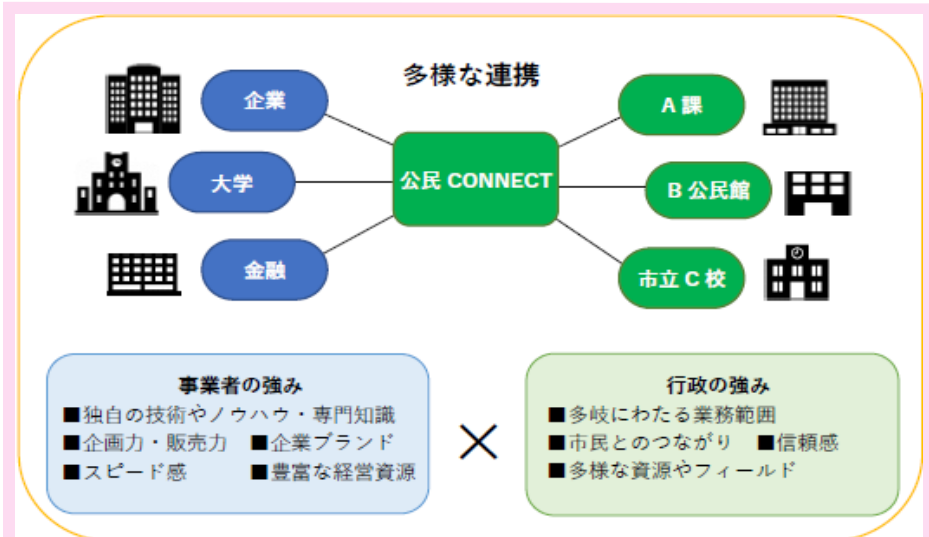 多様な連携
企業
大学
金融
公民 CONNECT
A 課
B 公民館
市立 C 校
事業者の強み
■独自の技術やノウハウ・専門知識
■企画力・販売力 ■企業ブランド
■スピード感 ■豊富な経営資源
×
行政の強み
■多岐にわたる業務範囲
■市民とのつながり ■信頼感
■多様な資源やフィールド